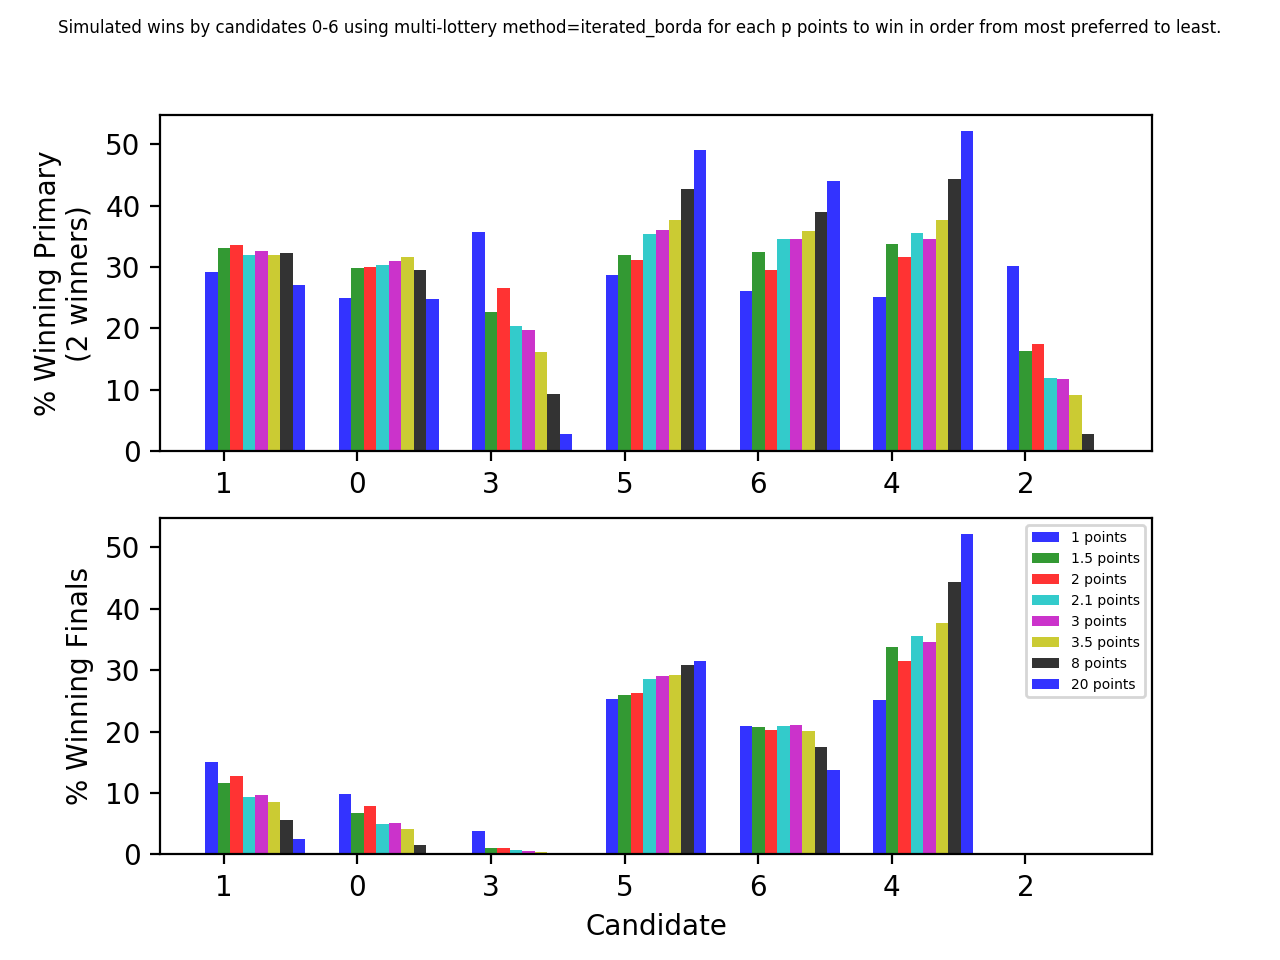 Simulated wins by candidates 0-6 using multi-lottery method=iterated_borda for each p points to win in order from most preferred to least.
% Winning Primary
(2 winners)
50
40
30
20
10
0
1 0 3 5 6 4 2
% Winning Finals
50
40
30
20
10
0
1 points
1.5 points
2 points
2.1 points
3 points
3.5 points
8 points
20 points
1 0 3 5 6 4 2
Candidate